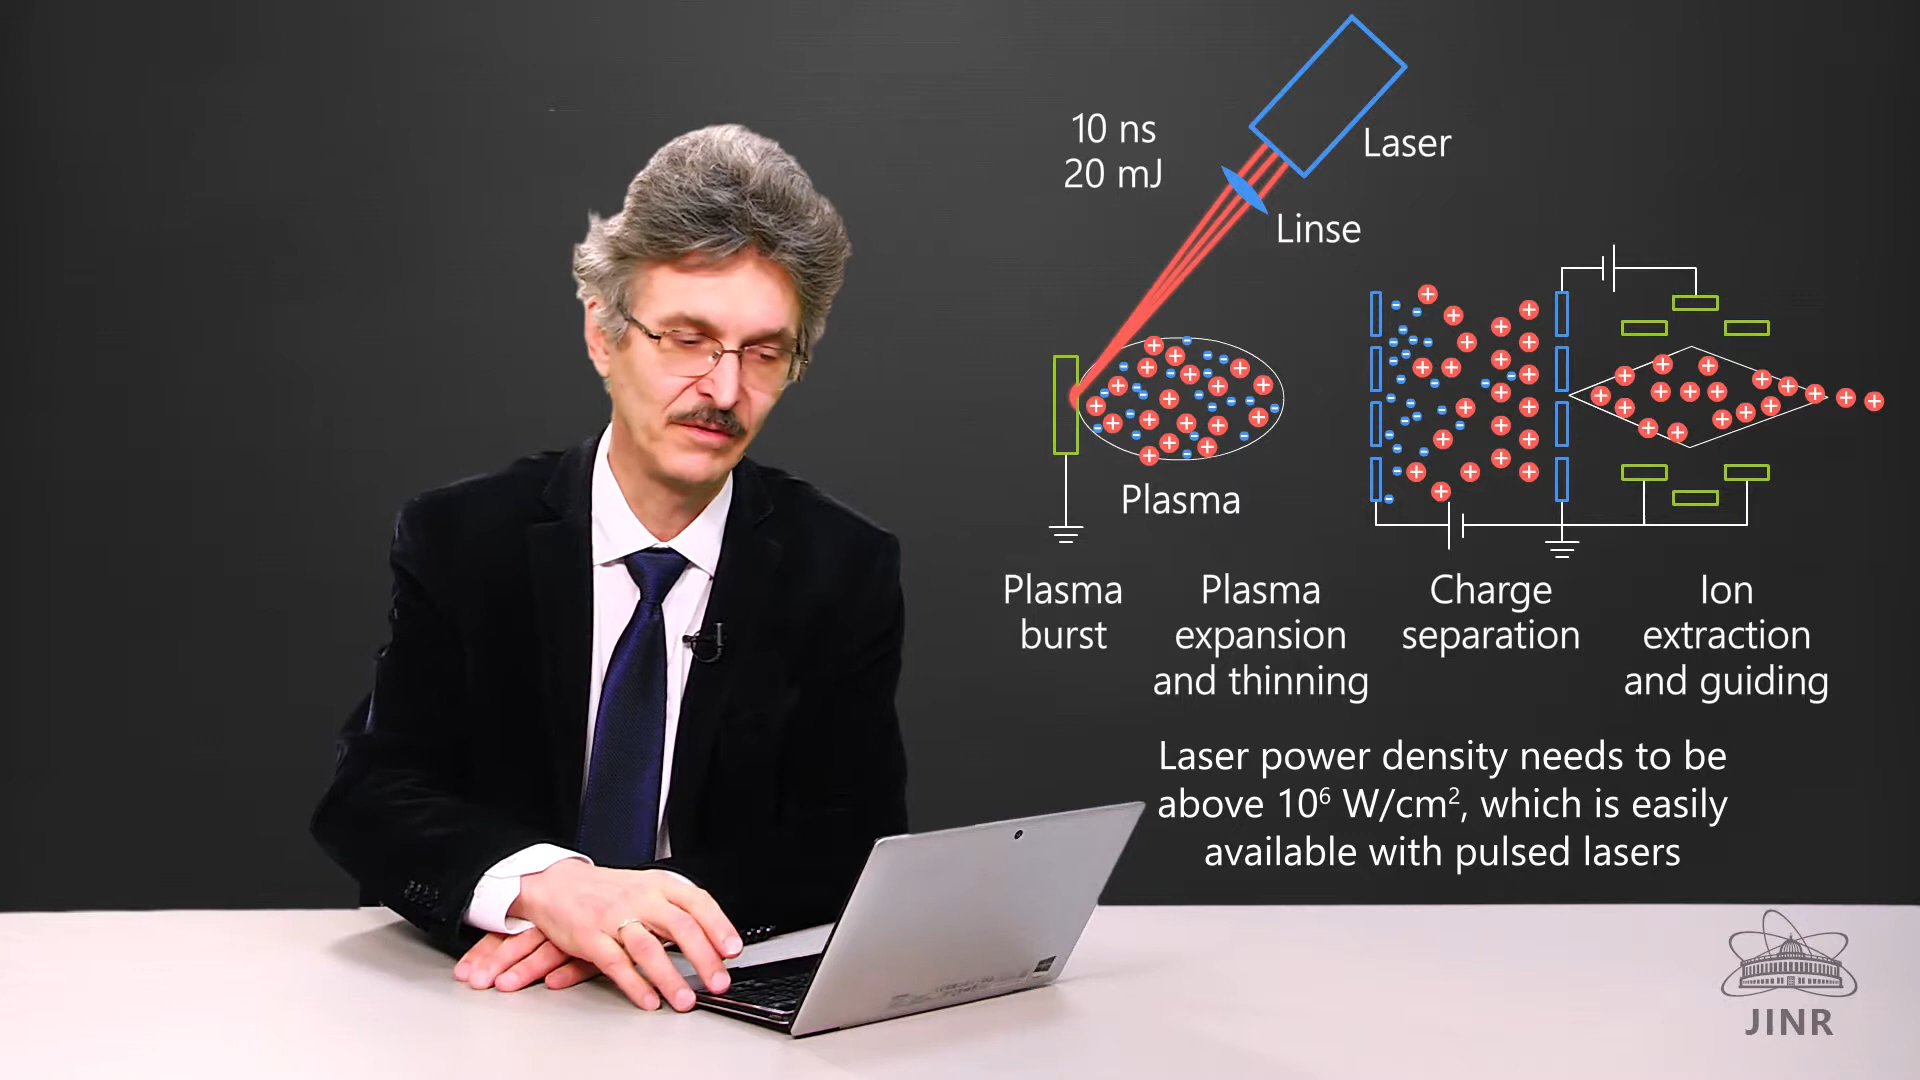 10 ns
20 mJ
Laser
Linse
Plasma
Plasma
burst
Plasma
expansion
and thinning
Charge
separation
Ion
extraction
and guiding
Laser power density needs to be
above 10⁶ W/cm², which is easily
available with pulsed lasers
JINR